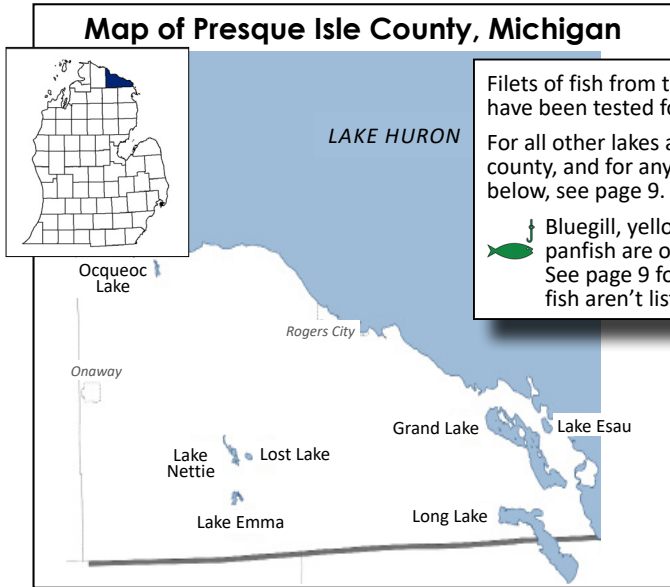 Map of Presque Isle County, Michigan
LAKE HURON
Filets of fish from t
have been tested fo
For all other lakes a
county, and for any
below, see page 9.
Bluegill, yello
panfish are o
See page 9 fo
fish aren't lis
Ocqueoc
Lake
Rogers City
Onaway
Grand Lake
Lake Esau
Lake
Nettie
Lost Lake
Lake Emma
Long Lake